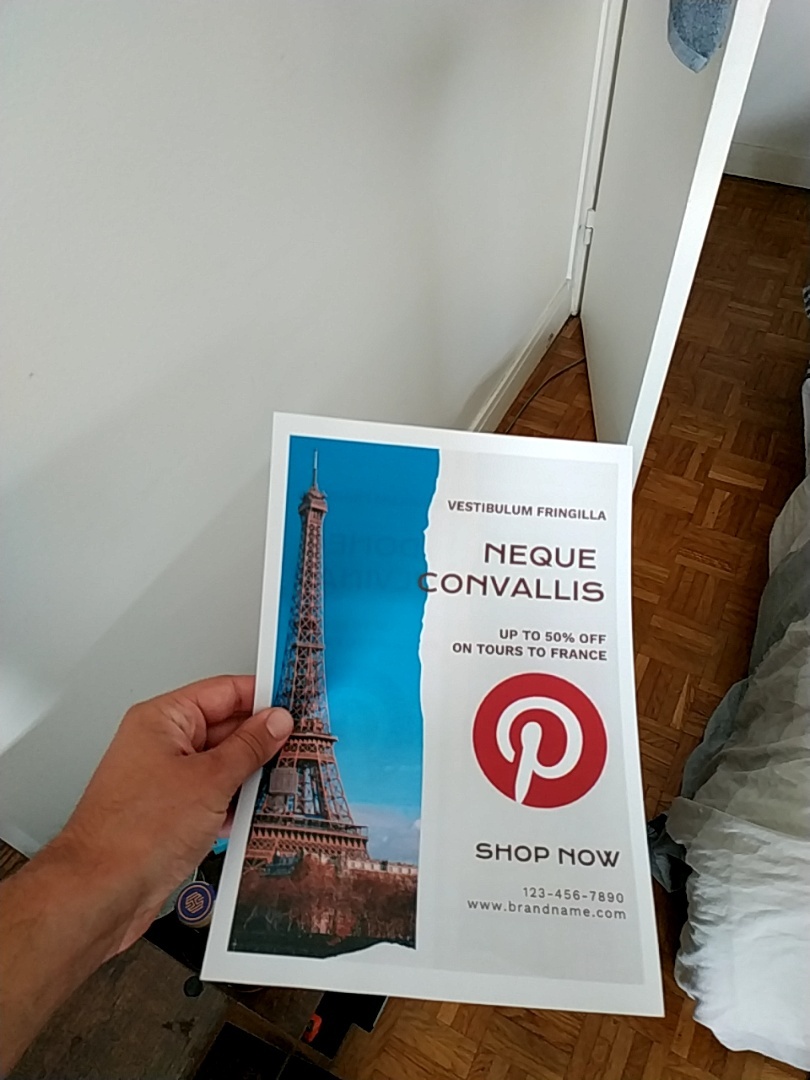 VESTIBULUM FRINGILLA
NEQUE
CONVALLIS
UP TO 50% OFF
ON TOURS TO FRANCE
SHOP NOW
123-456-7890
www.brandname.com